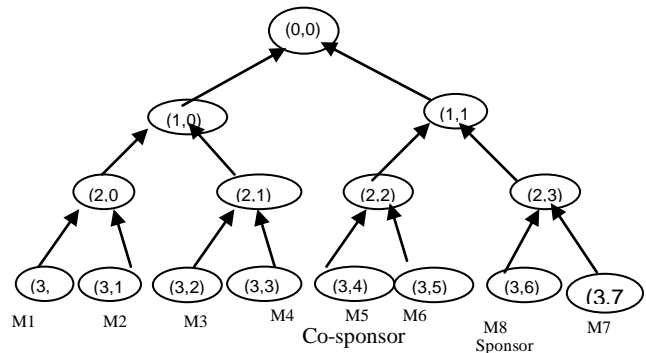 (0,0)
(1,0) (1,1
(2,0 (2,1) (2,2) (2,3)
(3, (3,1 (3,2) (3,3) (3,4) (3,5) (3,6) (3,7
M1 M2 M3 M4 M5 M6 M8 M7
Co-sponsor Sponsor